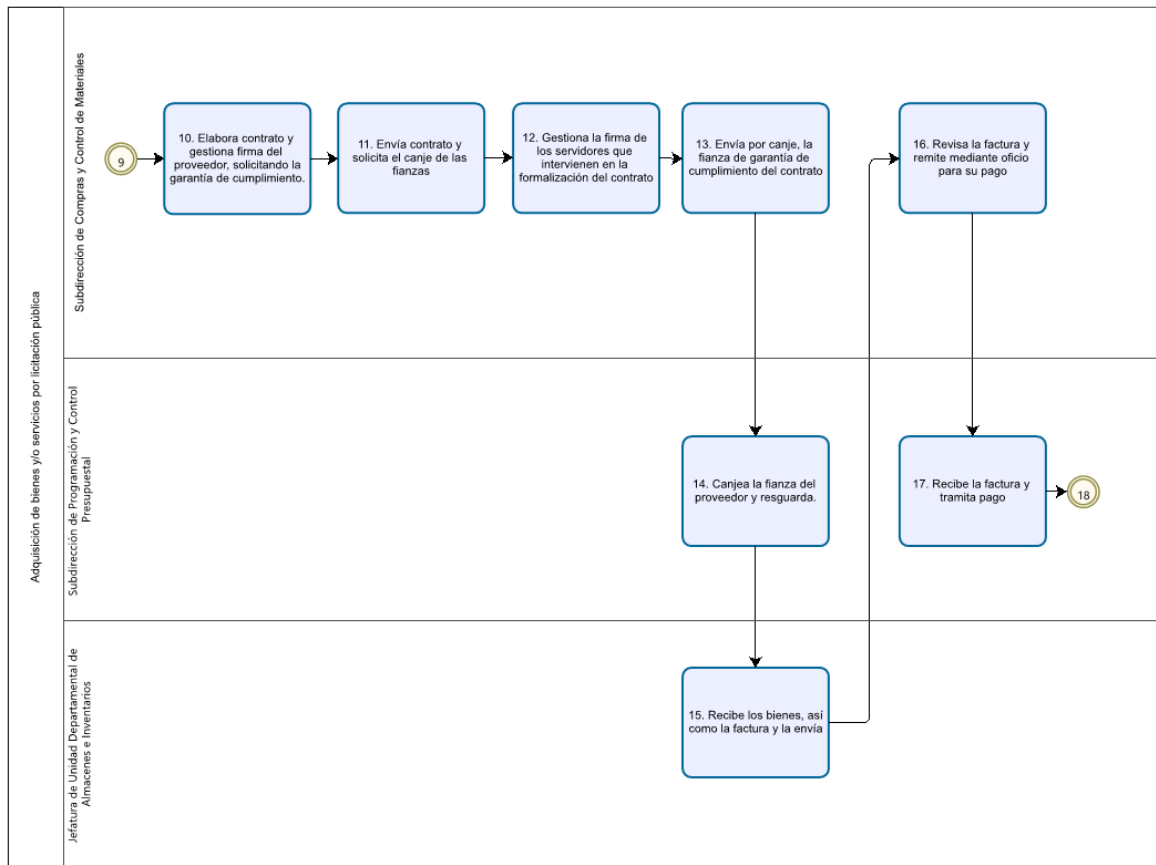 Adquisición de bienes y/o servicios por licitación pública
Subdirección de Compras y Control de Materiales
9
10. Elabora contrato y
gestiona firma del
proveedor, solicitando la
garantía de cumplimiento.
11. Envía contrato y
solicita el canje de las
fianzas
12. Gestiona la firma de
los servidores que
intervienen en la
formalización del contrato
13. Envía por canje, la
fianza de garantía de
cumplimiento del contrato
16. Revisa la factura y
remite mediante oficio
para su pago
Subdirección de Programación y Control
Presupuestal
14. Canjea la fianza del
proveedor y resguarda.
17. Recibe la factura y
tramita pago
18
Jefatura de Unidad Departamental de
Almacenes e Inventarios
15. Recibe los bienes, así
como la factura y la envía